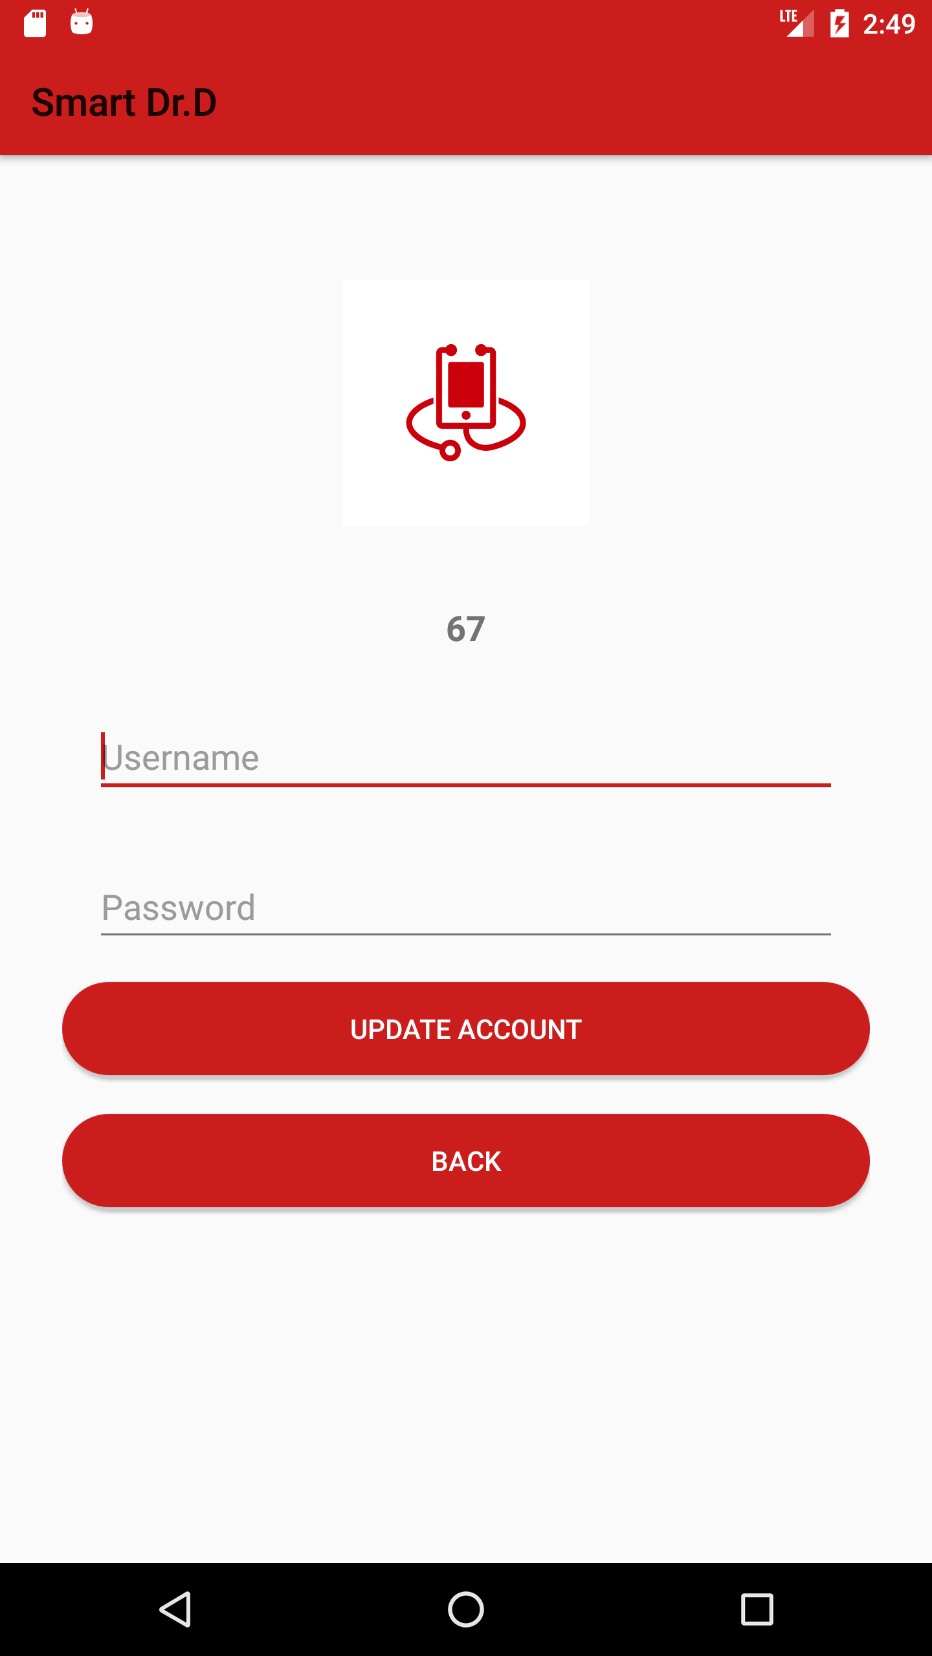 LTE 2:49
Smart Dr.D
67
Username
Password
UPDATE ACCOUNT
BACK